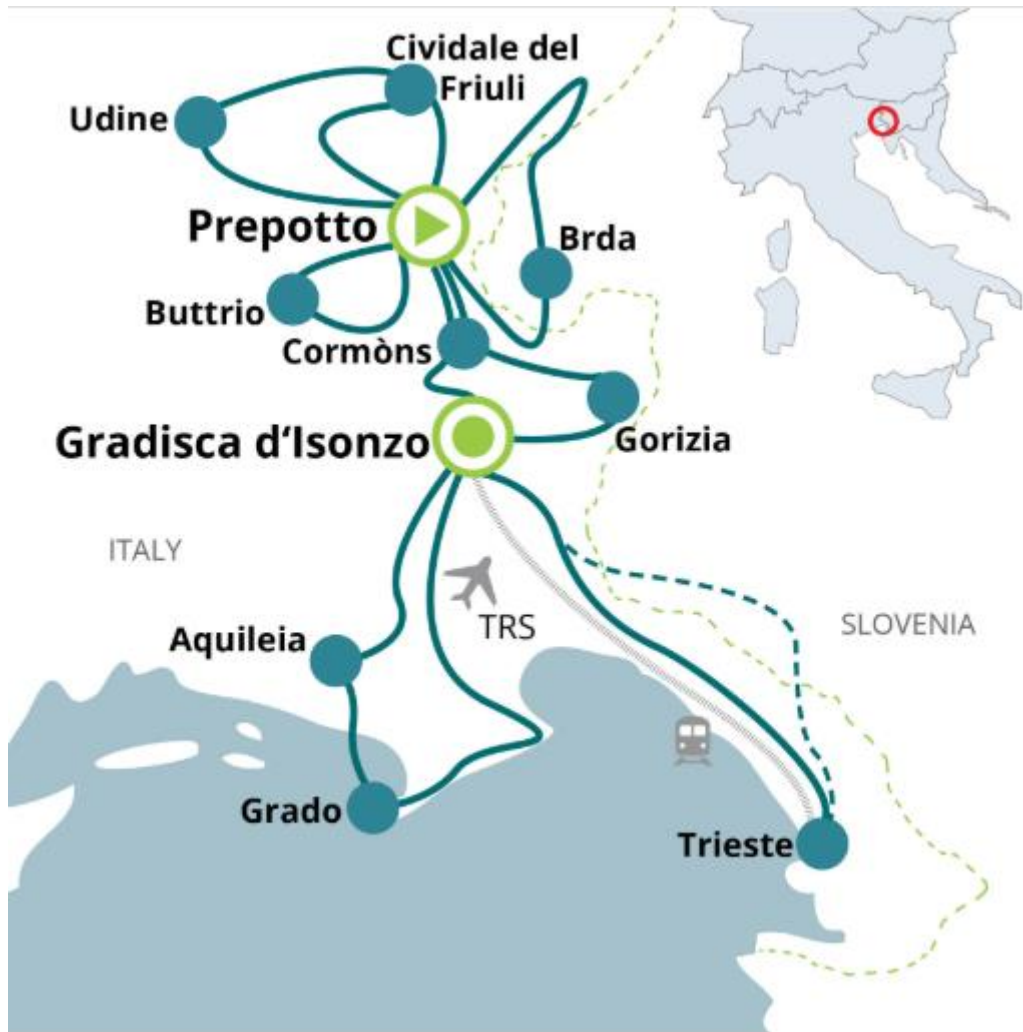 Cividale del
Friuli
Udine
Prepotto
Brda
Buttrio
Cormòns
Gradisca d‘Isonzo
Gorizia
ITALY
TRS
SLOVENIA
Aquileia
Grado
Trieste